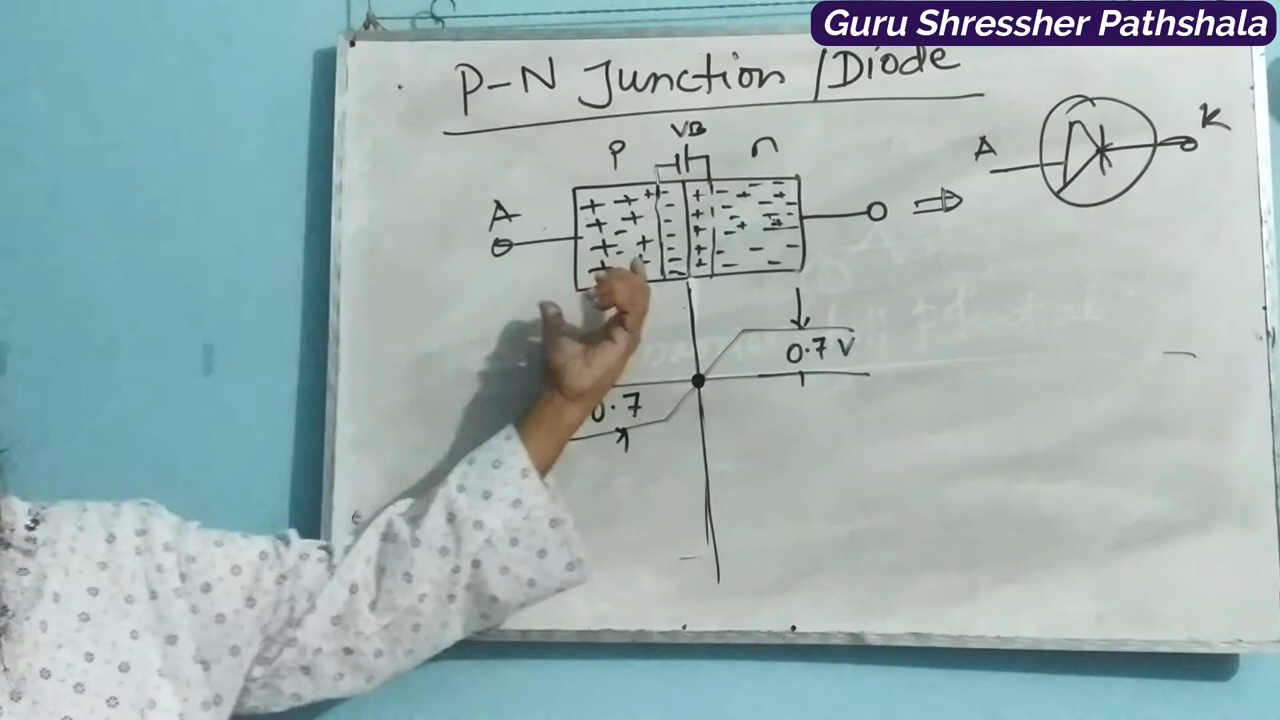 Guru Shressher Pathshala
P-N Junction / Diode
VB
P
n
A
A
K
0.7 V
0.7